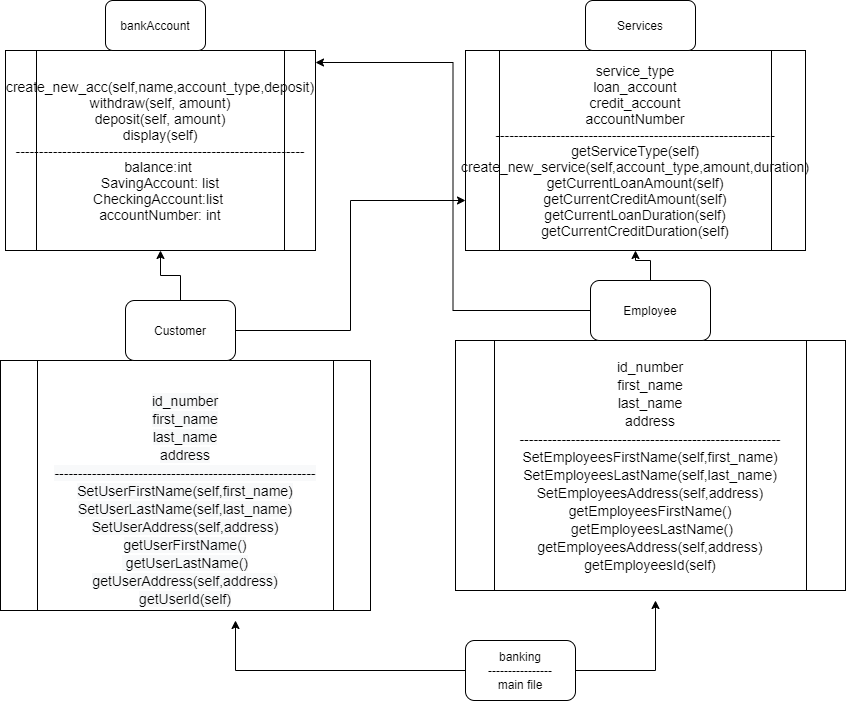 bankAccount
create_new_acc(self,name,account_type,deposit)
withdraw(self, amount)
deposit(self, amount)
display(self)
---------------------------------------------------------------
balance:int
SavingAccount: list
CheckingAccount:list
accountNumber: int
Services
service_type
loan_account
credit_account
accountNumber
-------------------------------------------------------------
getServiceType(self)
create_new_service(self,account_type,amount,duration)
getCurrentLoanAmount(self)
getCurrentCreditAmount(self)
getCurrentLoanDuration(self)
getCurrentCreditDuration(self)
Customer
id_number
first_name
last_name
address
---------------------------------------------------------
SetUserFirstName(self,first_name)
SetUserLastName(self,last_name)
SetUserAddress(self,address)
getUserFirstName()
getUserLastName()
getUserAddress(self,address)
getUserId(self)
Employee
id_number
first_name
last_name
address
---------------------------------------------------------
SetEmployeesFirstName(self,first_name)
SetEmployeesLastName(self,last_name)
SetEmployeesAddress(self,address)
getEmployeesFirstName()
getEmployeesLastName()
getEmployeesAddress(self,address)
getEmployeesId(self)
banking
----------------
main file